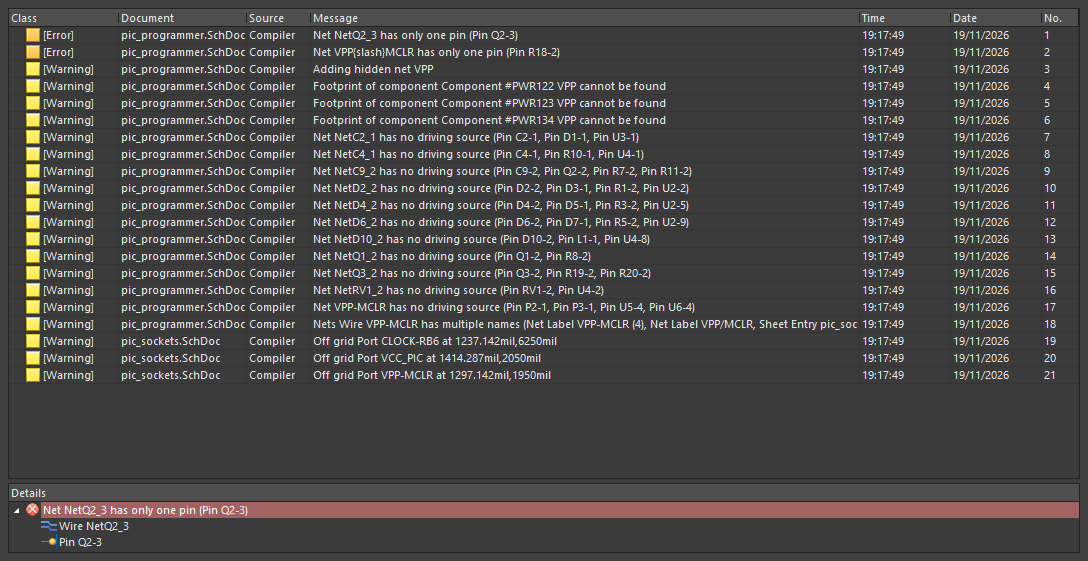 Class Document Source Message Time Date No.
[Error] pic_programmer.SchDoc Compiler Net NetQ2_3 has only one pin (Pin Q2-3) 19:17:49 19/11/2026 1
[Error] pic_programmer.SchDoc Compiler Net VPP{slash}MCLR has only one pin (Pin R18-2) 19:17:49 19/11/2026 2
[Warning] pic_programmer.SchDoc Compiler Adding hidden net VPP 19:17:49 19/11/2026 3
[Warning] pic_programmer.SchDoc Compiler Footprint of component Component #PWR122 VPP cannot be found 19:17:49 19/11/2026 4
[Warning] pic_programmer.SchDoc Compiler Footprint of component Component #PWR123 VPP cannot be found 19:17:49 19/11/2026 5
[Warning] pic_programmer.SchDoc Compiler Footprint of component Component #PWR134 VPP cannot be found 19:17:49 19/11/2026 6
[Warning] pic_programmer.SchDoc Compiler Net NetC2_1 has no driving source (Pin C2-1, Pin D1-1, Pin U3-1) 19:17:49 19/11/2026 7
[Warning] pic_programmer.SchDoc Compiler Net NetC4_1 has no driving source (Pin C4-1, Pin R10-1, Pin U4-1) 19:17:49 19/11/2026 8
[Warning] pic_programmer.SchDoc Compiler Net NetC9_2 has no driving source (Pin C9-2, Pin Q2-2, Pin R7-2, Pin R11-2) 19:17:49 19/11/2026 9
[Warning] pic_programmer.SchDoc Compiler Net NetD2_2 has no driving source (Pin D2-2, Pin D3-1, Pin R1-2, Pin U2-2) 19:17:49 19/11/2026 10
[Warning] pic_programmer.SchDoc Compiler Net NetD4_2 has no driving source (Pin D4-2, Pin D5-1, Pin R3-2, Pin U2-5) 19:17:49 19/11/2026 11
[Warning] pic_programmer.SchDoc Compiler Net NetD6_2 has no driving source (Pin D6-2, Pin D7-1, Pin R5-2, Pin U2-9) 19:17:49 19/11/2026 12
[Warning] pic_programmer.SchDoc Compiler Net NetD10_2 has no driving source (Pin D10-2, Pin L1-1, Pin U4-8) 19:17:49 19/11/2026 13
[Warning] pic_programmer.SchDoc Compiler Net NetQ1_2 has no driving source (Pin Q1-2, Pin R8-2) 19:17:49 19/11/2026 14
[Warning] pic_programmer.SchDoc Compiler Net NetQ3_2 has no driving source (Pin Q3-2, Pin R19-2, Pin R20-2) 19:17:49 19/11/2026 15
[Warning] pic_programmer.SchDoc Compiler Net NetRV1_2 has no driving source (Pin RV1-2, Pin U4-2) 19:17:49 19/11/2026 16
[Warning] pic_programmer.SchDoc Compiler Net VPP-MCLR has no driving source (Pin P2-1, Pin P3-1, Pin U5-4, Pin U6-4) 19:17:49 19/11/2026 17
[Warning] pic_programmer.SchDoc Compiler Nets Wire VPP-MCLR has multiple names (Net Label VPP-MCLR (4), Net Label VPP/MCLR, Sheet Entry pic_soc 19:17:49 19/11/2026 18
[Warning] pic_sockets.SchDoc Compiler Off grid Port CLOCK-RB6 at 1237.142mil,6250mil 19:17:49 19/11/2026 19
[Warning] pic_sockets.SchDoc Compiler Off grid Port VCC_PIC at 1414.287mil,2050mil 19:17:49 19/11/2026 20
[Warning] pic_sockets.SchDoc Compiler Off grid Port VPP-MCLR at 1297.142mil,1950mil 19:17:49 19/11/2026 21
Details
Net NetQ2_3 has only one pin (Pin Q2-3)
Wire NetQ2_3
Pin Q2-3